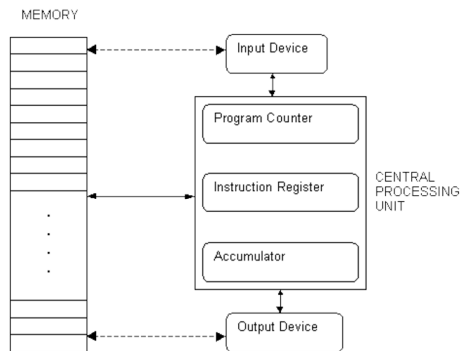 MEMORY
Input Device
Program Counter
Instruction Register
CENTRAL
PROCESSING
UNIT
Accumulator
Output Device